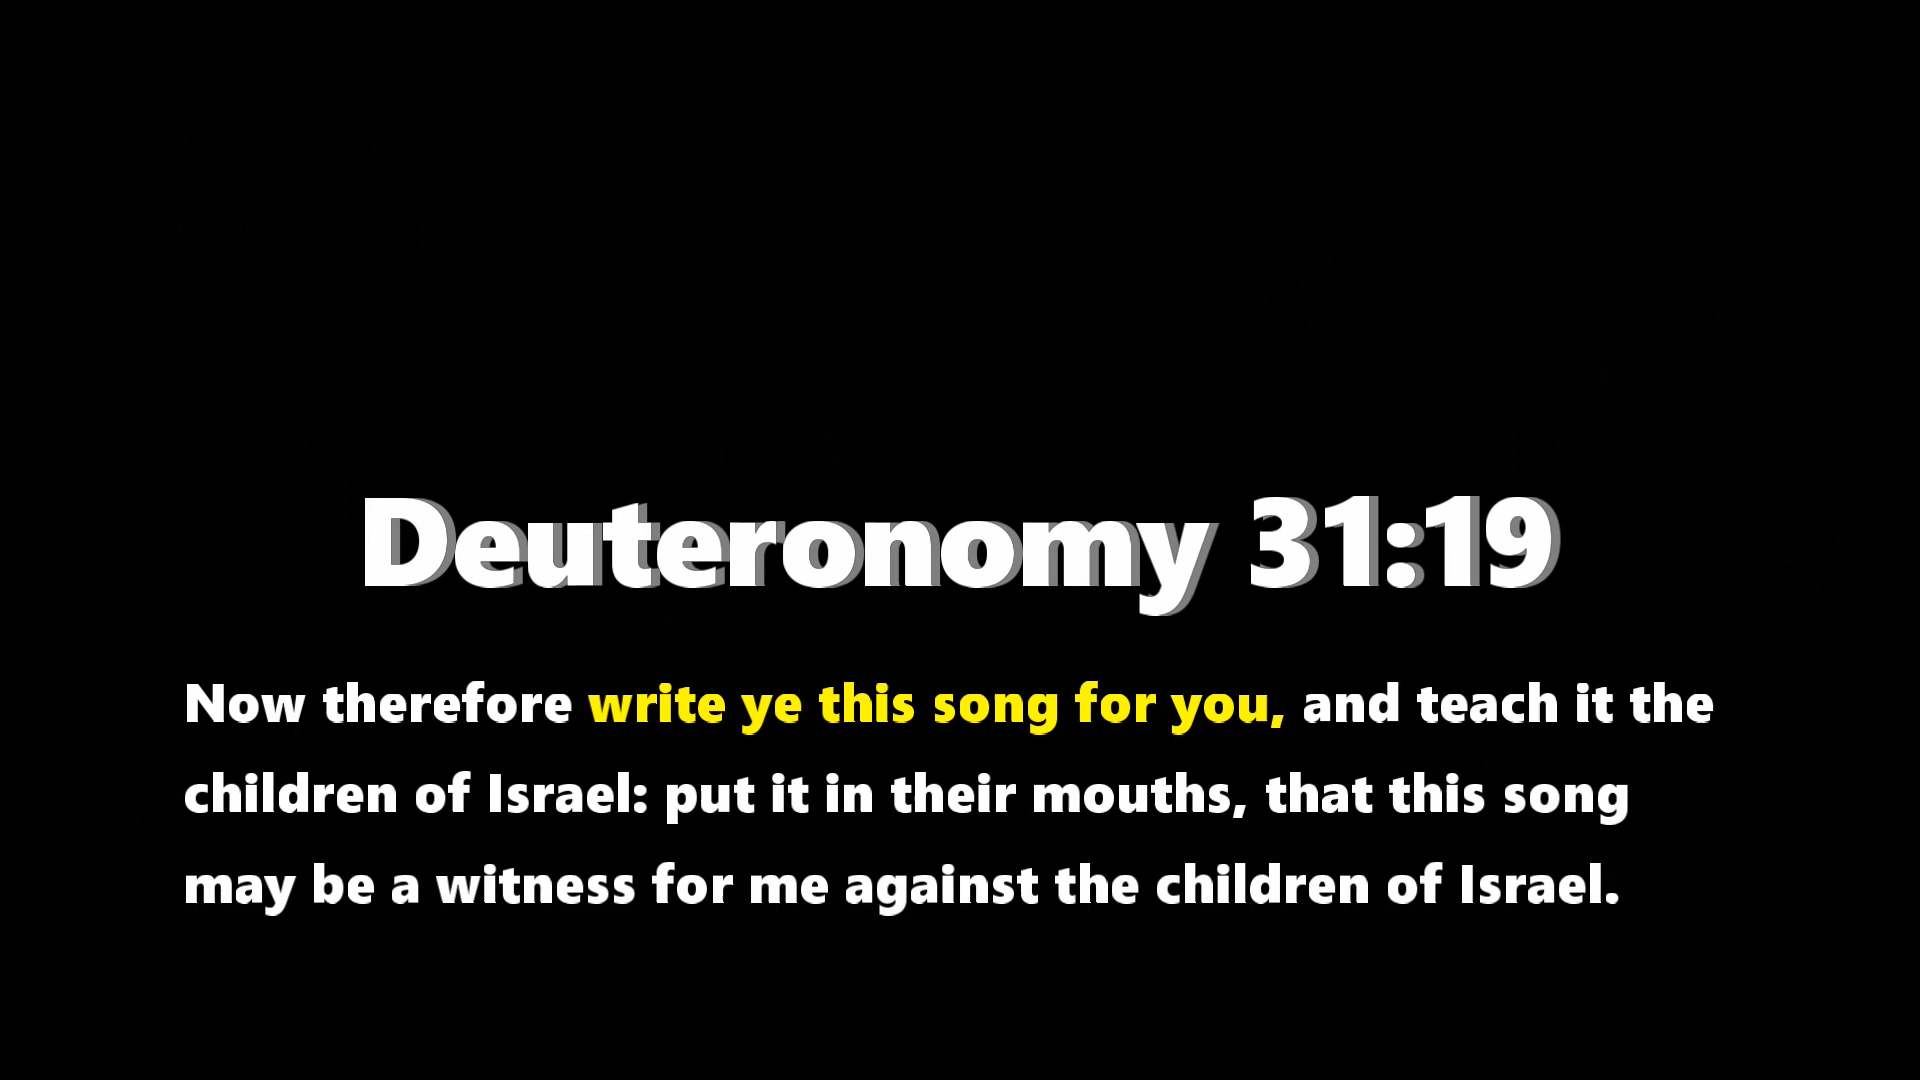 Deuteronomy 31:19
Now therefore write ye this song for you, and teach it the
children of Israel: put it in their mouths, that this song
may be a witness for me against the children of Israel.